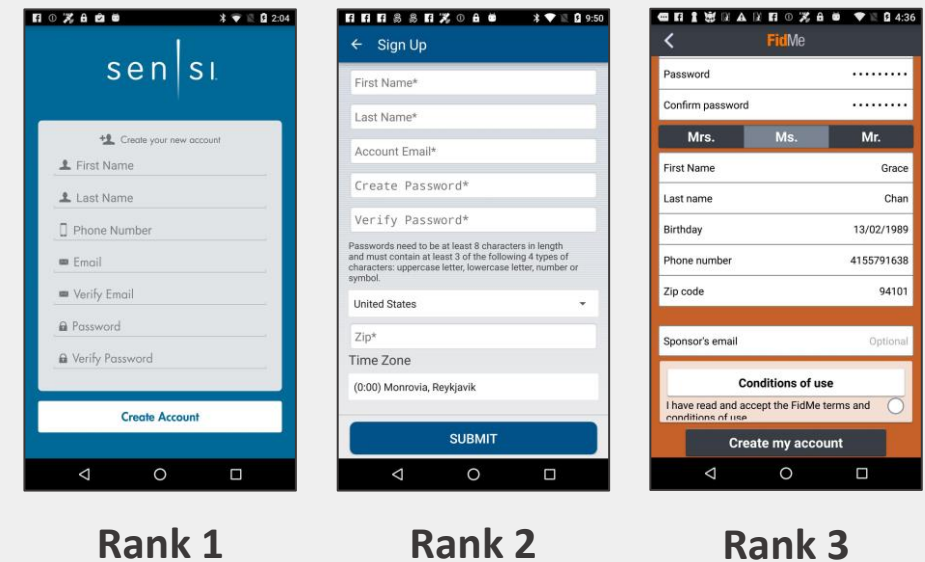 2:04
sensi
Create your new account
First Name
Last Name
Phone Number
Email
Verify Email
Password
Verify Password
Create Account
Rank 1
9:50
Sign Up
First Name*
Last Name*
Account Email*
Create Password*
Verify Password*
Passwords need to be at least 8 characters in length
and must contain at least 3 of the following 4 types of
characters: uppercase letter, lowercase letter, number or
symbol.
United States
Zip*
Time Zone
(0:00) Monrovia, Reykjavik
SUBMIT
Rank 2
4:36
FidMe
Password .........
Confirm password .........
Mrs. Ms. Mr.
First Name Grace
Last name Chan
Birthday 13/02/1989
Phone number 4155791638
Zip code 94101
Sponsor's email Optional
Conditions of use
I have read and accept the FidMe terms and
conditions of use
Create my account
Rank 3